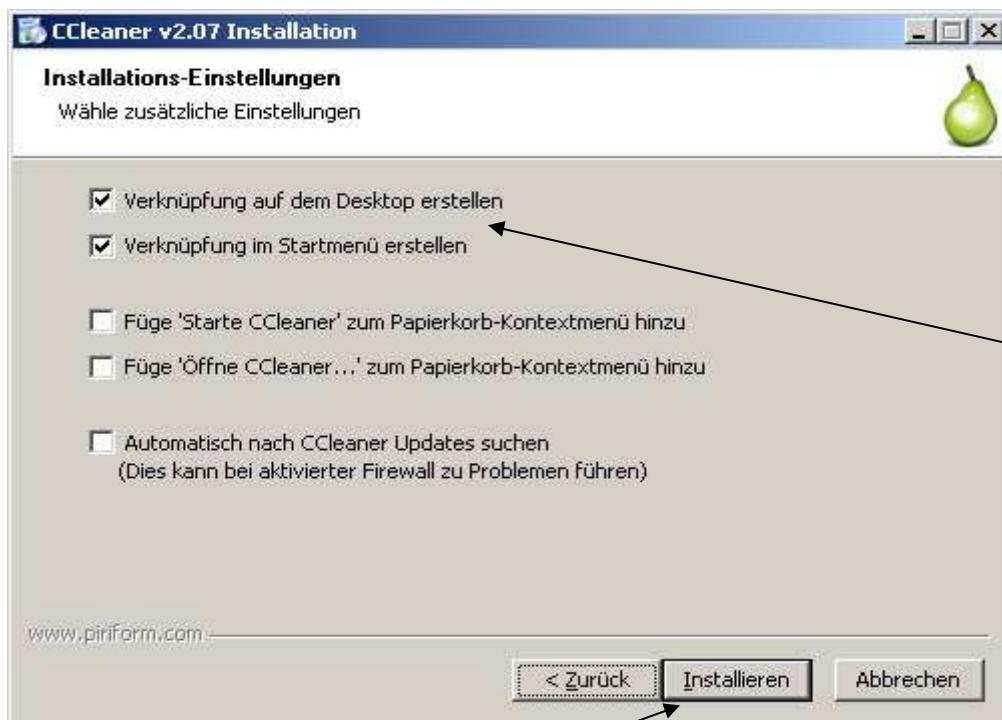 CCleaner v2.07 Installation
Installations-Einstellungen
Wähle zusätzliche Einstellungen
Verknüpfung auf dem Desktop erstellen
Verknüpfung im Startmenü erstellen
Füge 'Starte CCleaner' zum Papierkorb-Kontextmenü hinzu
Füge 'Öffne CCleaner...' zum Papierkorb-Kontextmenü hinzu
Automatisch nach CCleaner Updates suchen
(Dies kann bei aktivierter Firewall zu Problemen führen)
www.piriform.com
< Zurück
Installieren
Abbrechen